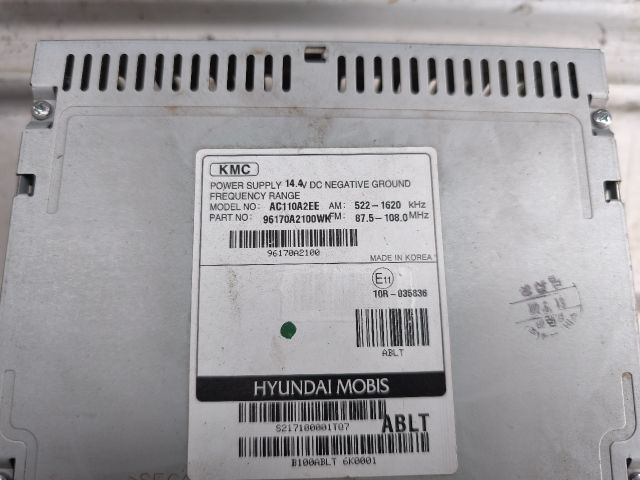 KMC
POWER SUPPLY 14.4V DC NEGATIVE GROUND
FREQUENCY RANGE
MODEL NO: AC110A2EE AM: 522-1620 kHz
PART NO: 96170A2100WK FM: 87.5-108.0 MHz
96170A2100
MADE IN KOREA
E11
10R-035836
ABLT
HYUNDAI MOBIS
S217100001TQ7
ABLT
B100ABLT 6K0001